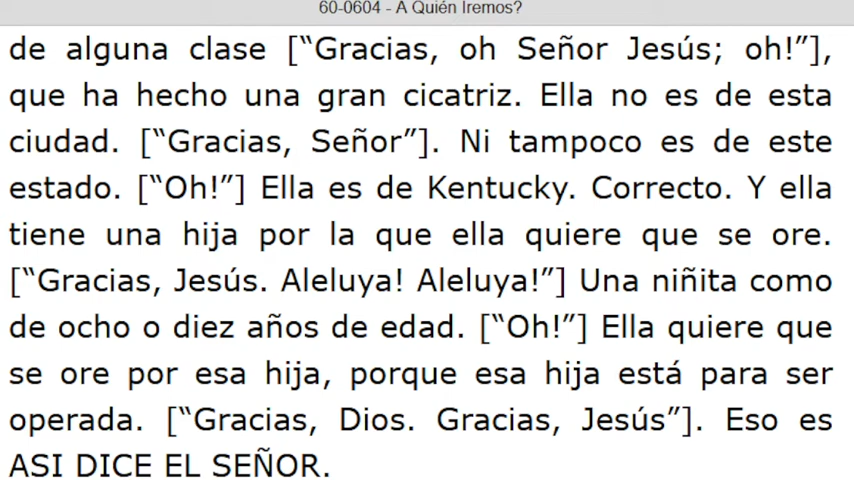 60-0604 - A Quién Iremos?
de alguna clase [“Gracias, oh Señor Jesús; oh!”],
que ha hecho una gran cicatriz. Ella no es de esta
ciudad. [“Gracias, Señor”]. Ni tampoco es de este
estado. [“Oh!”] Ella es de Kentucky. Correcto. Y ella
tiene una hija por la que ella quiere que se ore.
[“Gracias, Jesús. Aleluya! Aleluya!”] Una niñita como
de ocho o diez años de edad. [“Oh!”] Ella quiere que
se ore por esa hija, porque esa hija está para ser
operada. [“Gracias, Dios. Gracias, Jesús”]. Eso es
ASI DICE EL SEÑOR.